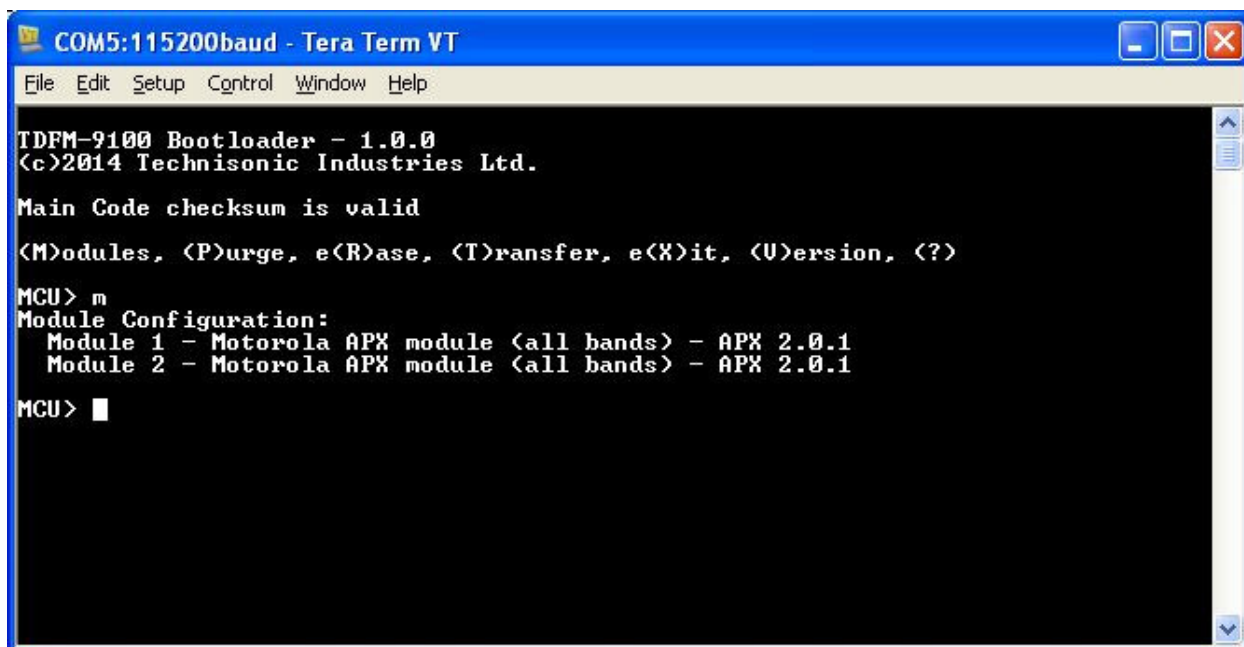 COM5:115200baud - Tera Term VT
File Edit Setup Control Window Help
TDFM-9100 Bootloader - 1.0.0
(c)2014 Technisonic Industries Ltd.
Main Code checksum is valid
(M)odules, (P)urge, e(R)ase, (T)ransfer, e(X)it, (V)ersion, (?)
MCU> m
Module Configuration:
Module 1 - Motorola APX module (all bands) - APX 2.0.1
Module 2 - Motorola APX module (all bands) - APX 2.0.1
MCU>